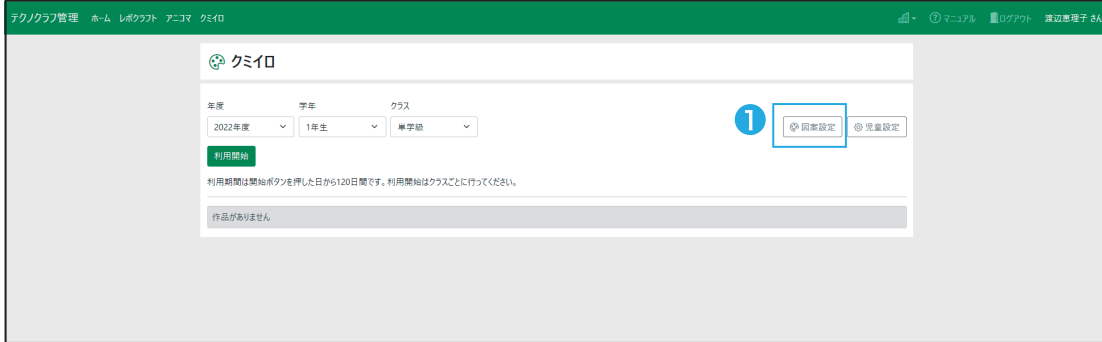 テクノクラフ管理 ホーム レポクラフト アニコマ クミイロ マニュアル ログアウト 渡辺恵理子 さん
クミイロ
年度 学年 クラス
2022年度 1年生 単学級 1 図案設定 児童設定
利用開始
利用期間は開始ボタンを押した日から120日間です。利用開始はクラスごとに行ってください。
作品がありません